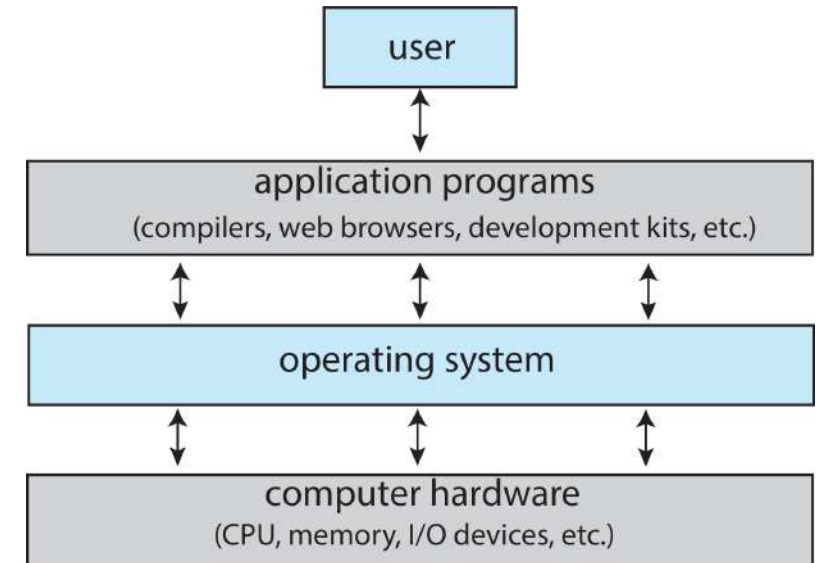 user
application programs
(compilers, web browsers, development kits, etc.)
operating system
computer hardware
(CPU, memory, I/O devices, etc.)